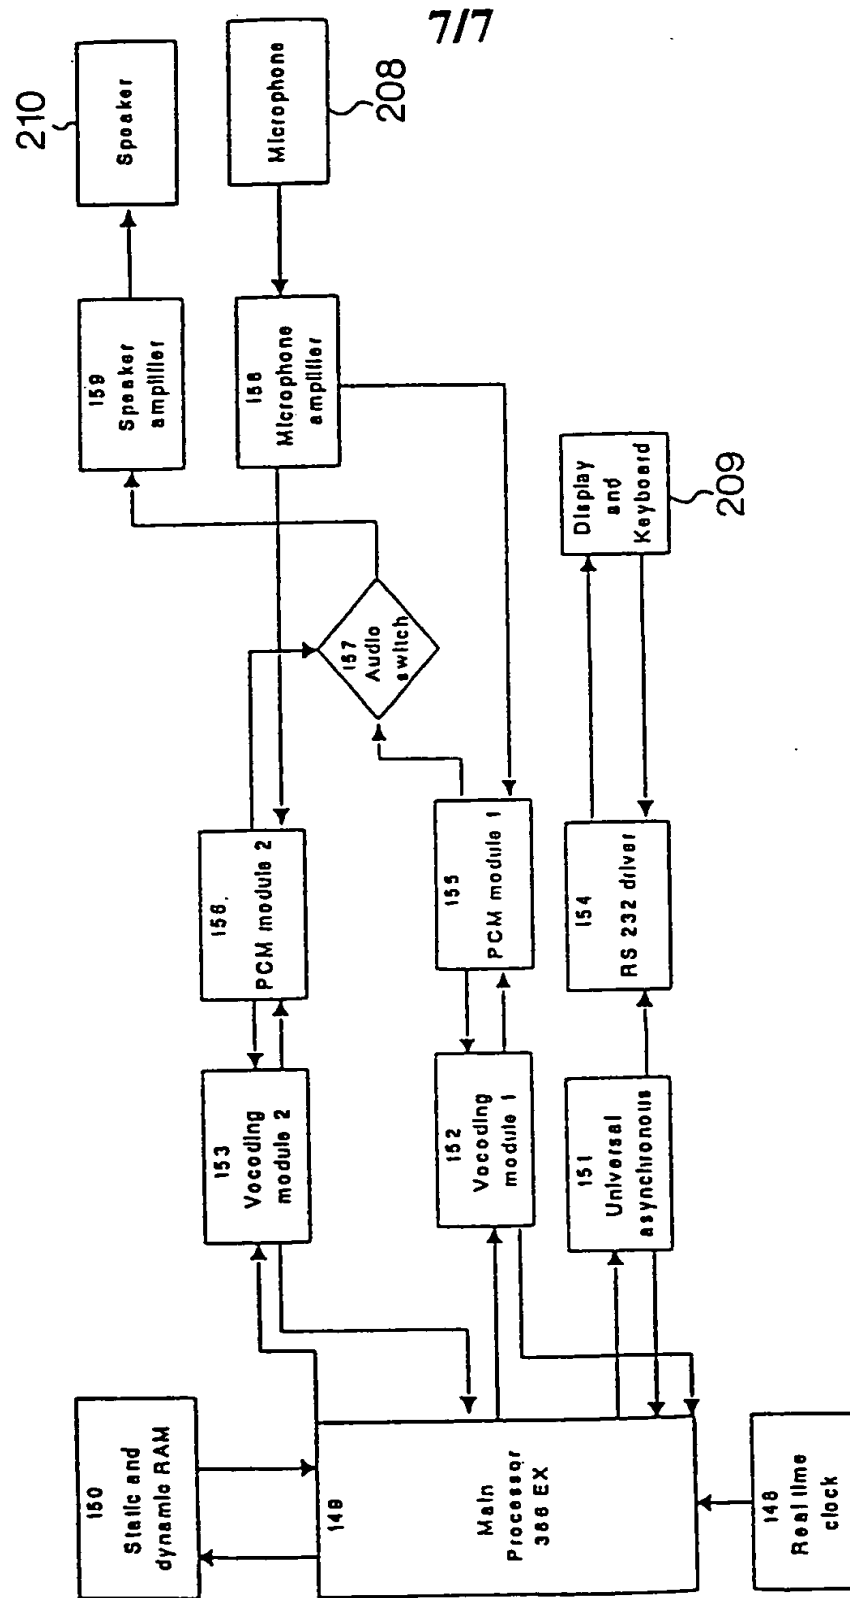 7/7
150
Static and
dynamic RAM
149
Main
Processor
386 EX
148
Real time
clock
153
Vocoding
module 2
152
Vocoding
module 1
151
Universal
asynchronous
156.
PCM module 2
155
PCM module 1
154
RS 232 driver
157
Audio
switch
159
Speaker
amplifier
158
Microphone
amplifier
Display
and
Keyboard
209
210
Speaker
Microphone
208